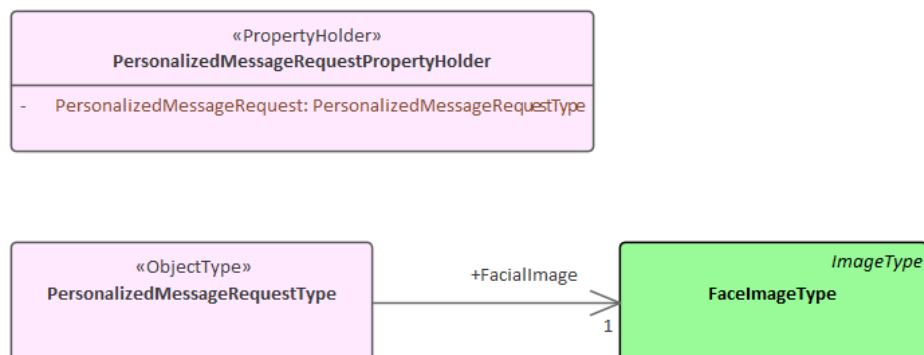 «PropertyHolder»
PersonalizedMessageRequestPropertyHolder
- PersonalizedMessageRequest: PersonalizedMessageRequestType
«ObjectType»
PersonalizedMessageRequestType
+FacialImage
1
ImageType
FaceImageType